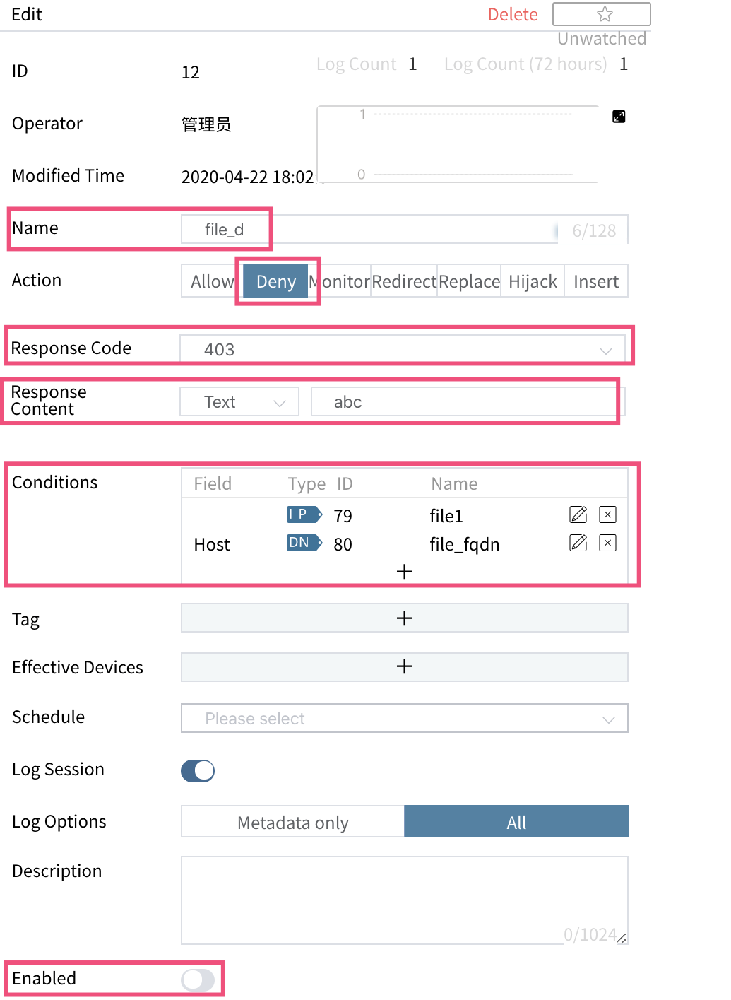 Edit Delete
Unwatched
ID 12 Log Count 1 Log Count (72 hours) 1
Operator 管理员 1
0
Modified Time 2020-04-22 18:02:
Name file_d 6/128
Action Allow Deny Monitor Redirect Replace Hijack Insert
Response Code 403
Response
Content Text abc
Conditions Field Type ID Name
IP 79 file1
Host DN 80 file_fqdn
Tag
Effective Devices
Schedule Please select
Log Session
Log Options Metadata only All
Description
0/1024
Enabled